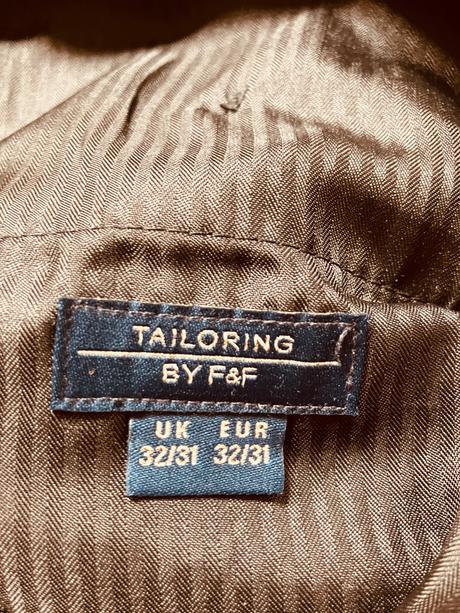 TAILORING
BY F&F
UK EUR
32/31 32/31